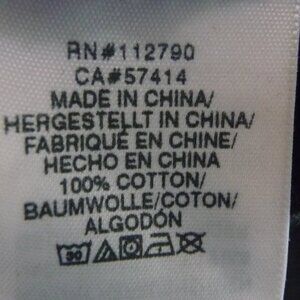 RN#112790
CA#57414
MADE IN CHINA/
HERGESTELLT IN CHINA/
FABRIQUÉ EN CHINE/
HECHO EN CHINA
100% COTTON/
BAUMWOLLE/COTON/
ALGODÓN
30